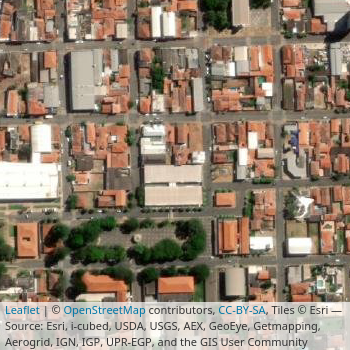 Leaflet | © OpenStreetMap contributors, CC-BY-SA, Tiles © Esri —
Source: Esri, i-cubed, USDA, USGS, AEX, GeoEye, Getmapping,
Aerogrid, IGN, IGP, UPR-EGP, and the GIS User Community